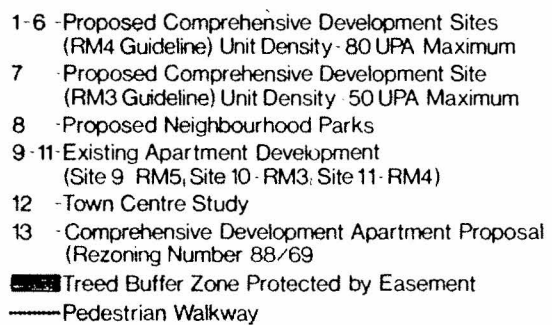 1-6 -Proposed Comprehensive Development Sites
(RM4 Guideline) Unit Density - 80 UPA Maximum
7 -Proposed Comprehensive Development Site
(RM3 Guideline) Unit Density 50 UPA Maximum
8 -Proposed Neighbourhood Parks
9-11-Existing Apartment Development
(Site 9 RM5, Site 10 - RM3, Site 11 - RM4)
12 -Town Centre Study
13 -Comprehensive Development Apartment Proposal
(Rezoning Number 88/69
Treed Buffer Zone Protected by Easement
Pedestrian Walkway